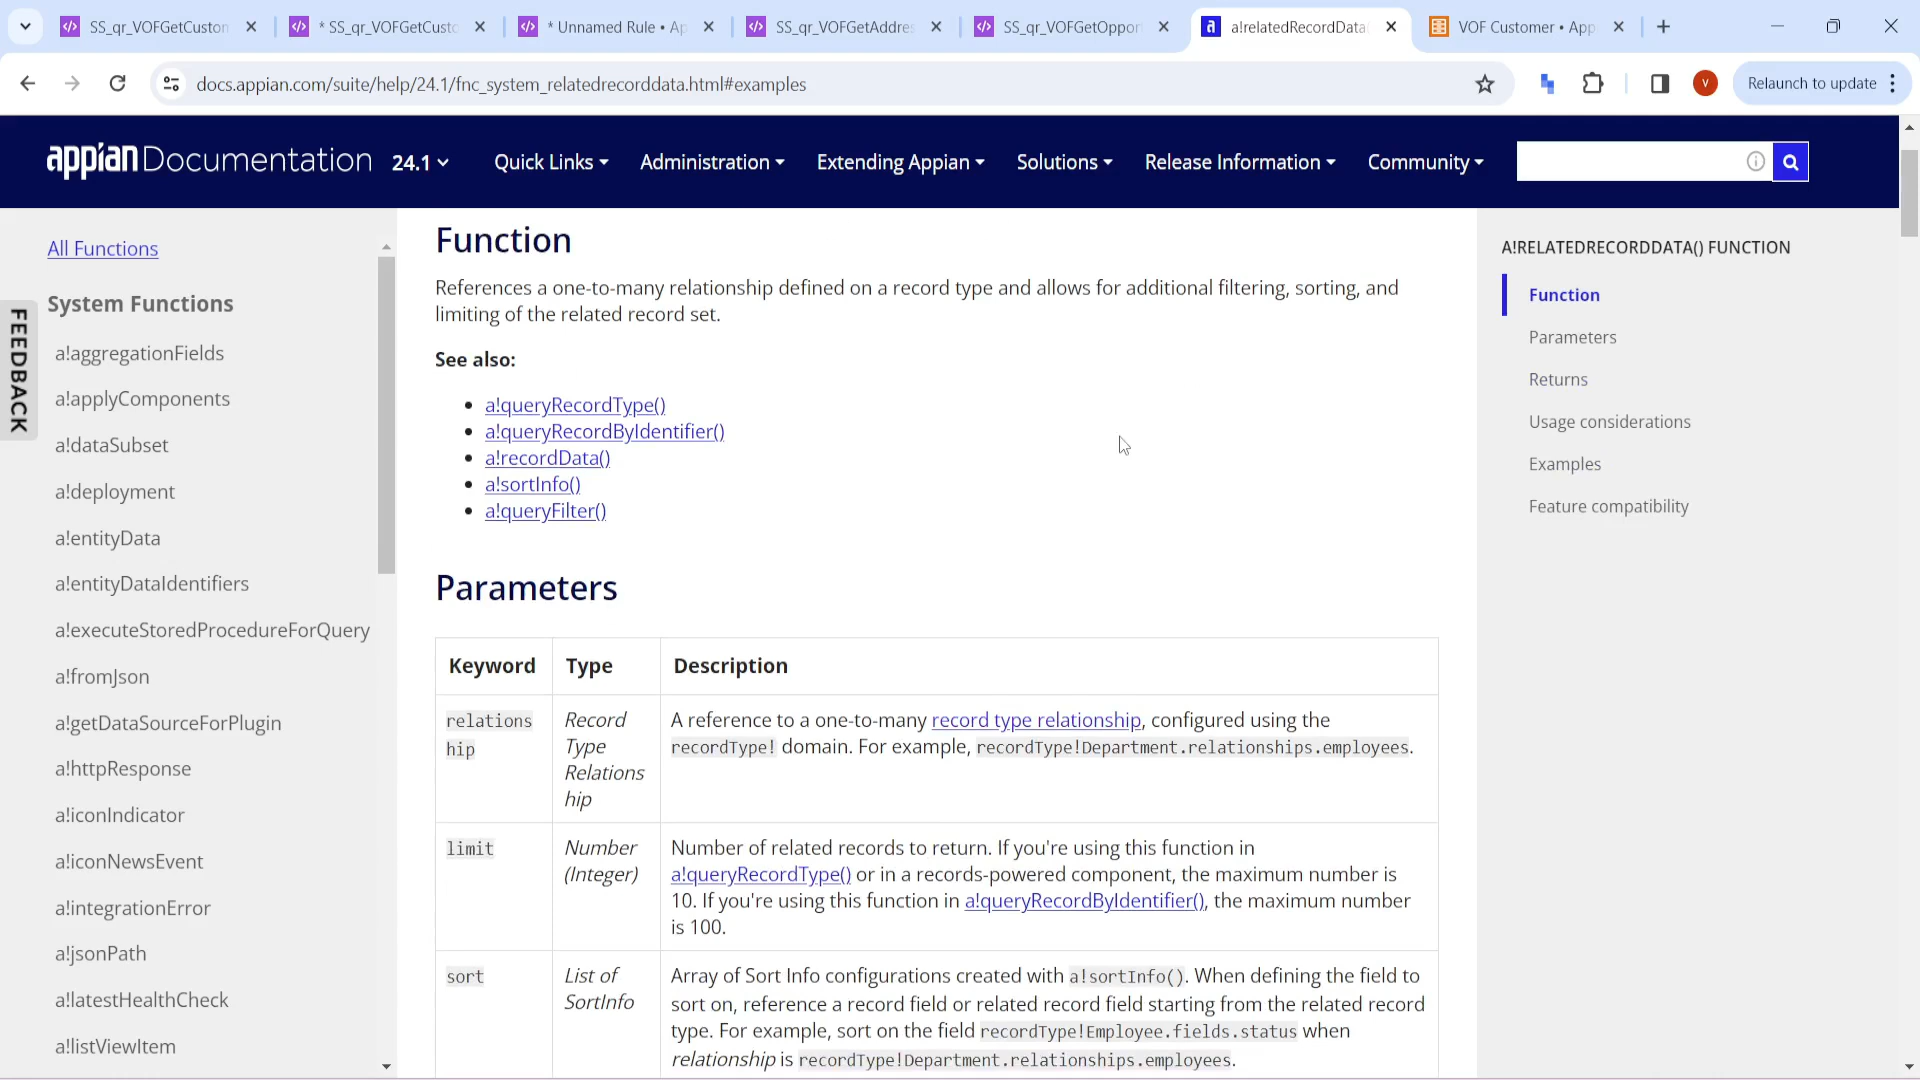 SS_qr_VOFGetCuston
* SS_qr_VOFGetCusto
* Unnamed Rule • Ap
SS_qr_VOFGetAddres
SS_qr_VOFGetOppor
a!relatedRecordData
VOF Customer • App
docs.appian.com/suite/help/24.1/fnc_system_relatedrecorddata.html#examples
V
Relaunch to update
appian Documentation 24.1
Quick Links
Administration
Extending Appian
Solutions
Release Information
Community
FEEDBACK
All Functions
System Functions
a!aggregationFields
a!applyComponents
a!dataSubset
a!deployment
a!entityData
a!entityDataIdentifiers
a!executeStoredProcedureForQuery
a!fromJson
a!getDataSourceForPlugin
a!httpResponse
a!iconIndicator
a!iconNewsEvent
a!integrationError
a!jsonPath
a!latestHealthCheck
a!listViewItem
Function
References a one-to-many relationship defined on a record type and allows for additional filtering, sorting, and
limiting of the related record set.
See also:
• a!queryRecordType()
• a!queryRecordByIdentifier()
• a!recordData()
• a!sortInfo()
• a!queryFilter()
Parameters
Keyword Type Description
relations
hip
Record
Type
Relations
hip
A reference to a one-to-many record type relationship, configured using the
recordType! domain. For example, recordType!Department.relationships.employees.
limit
Number
(Integer)
Number of related records to return. If you're using this function in
a!queryRecordType() or in a records-powered component, the maximum number is
10. If you're using this function in a!queryRecordByIdentifier(), the maximum number
is 100.
sort
List of
SortInfo
Array of Sort Info configurations created with a!sortInfo(). When defining the field to
sort on, reference a record field or related record field starting from the related record
type. For example, sort on the field recordType!Employee.fields.status when
relationship is recordType!Department.relationships.employees.
A!RELATEDRECORDDATA() FUNCTION
Function
Parameters
Returns
Usage considerations
Examples
Feature compatibility